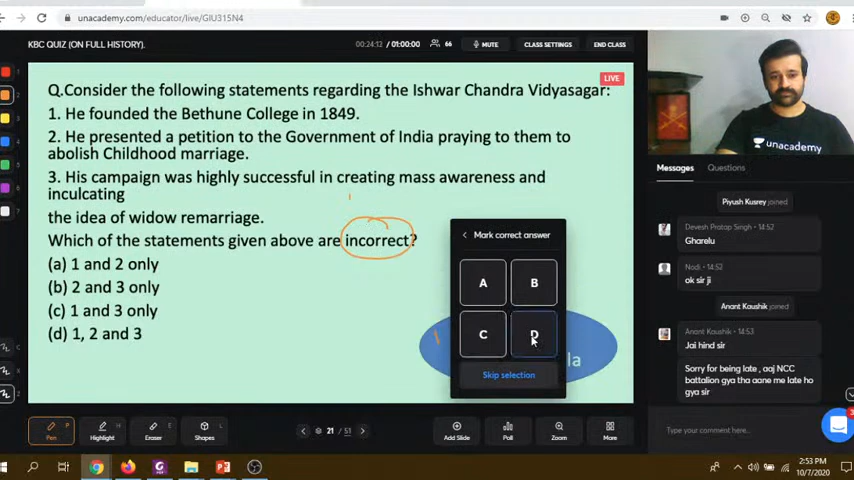 unacademy.com/educator/live/GIU315N4
KBC QUIZ (ON FULL HISTORY).
00:24:12 / 01:00:00
66
MUTE
CLASS SETTINGS
END CLASS
LIVE
Q.Consider the following statements regarding the Ishwar Chandra Vidyasagar:
1. He founded the Bethune College in 1849.
2. He presented a petition to the Government of India praying to them to
abolish Childhood marriage.
3. His campaign was highly successful in creating mass awareness and
inculcating
the idea of widow remarriage.
Which of the statements given above are incorrect?
(a) 1 and 2 only
(b) 2 and 3 only
(c) 1 and 3 only
(d) 1, 2 and 3
Mark correct answer
A
B
C
D
Skip selection
la
unacademy
Messages
Questions
Piyush Kusrey joined
Devesh Pratap Singh • 14:52
Gharelu
Nadi • 14:52
ok sir ji
Anant Kaushik joined
Anant Kaushik • 14:53
Jai hind sir
Sorry for being late , aaj NCC
battalion gya tha aane me late ho
gya sir
Type your comment here...
Pen
P
Highlight
H
Eraser
E
Shapes
L
21 / 51
Add Slide
Poll
Zoom
More
2:53 PM
10/7/2020